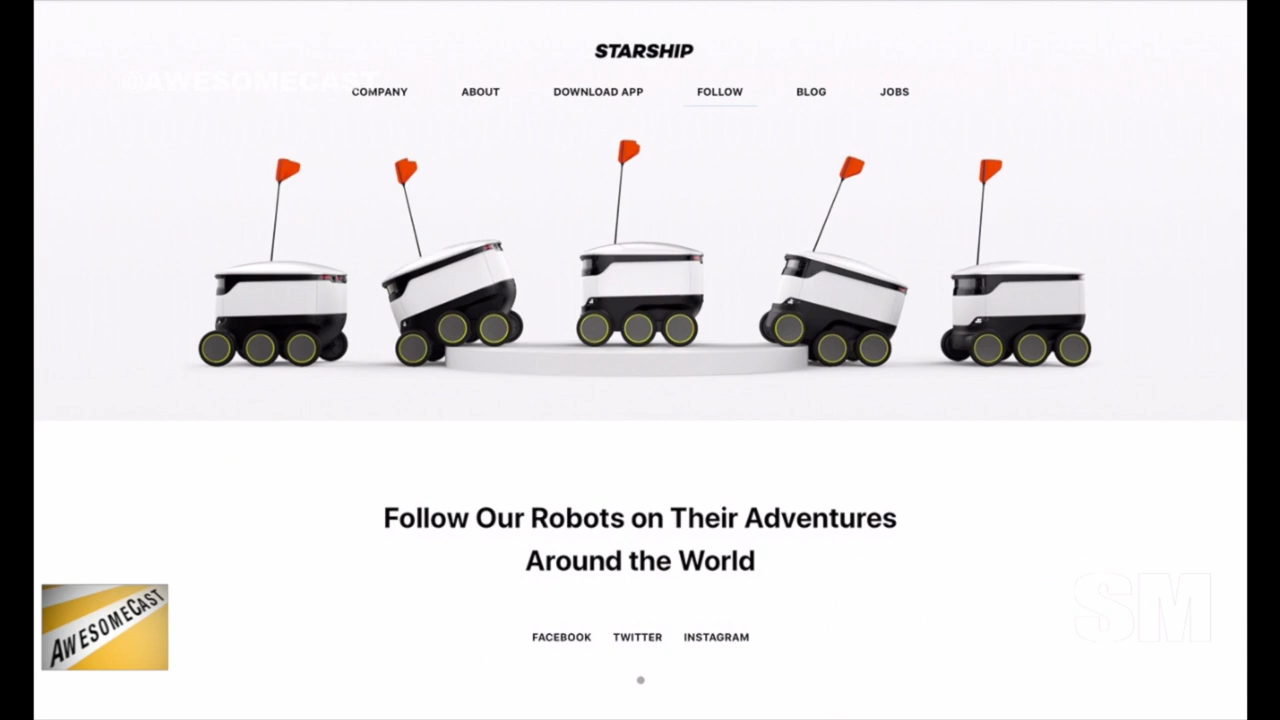 STARSHIP
@AWESOMECAST
COMPANY ABOUT DOWNLOAD APP FOLLOW BLOG JOBS
Follow Our Robots on Their Adventures
Around the World
AWESOMECAST
SM
FACEBOOK TWITTER INSTAGRAM